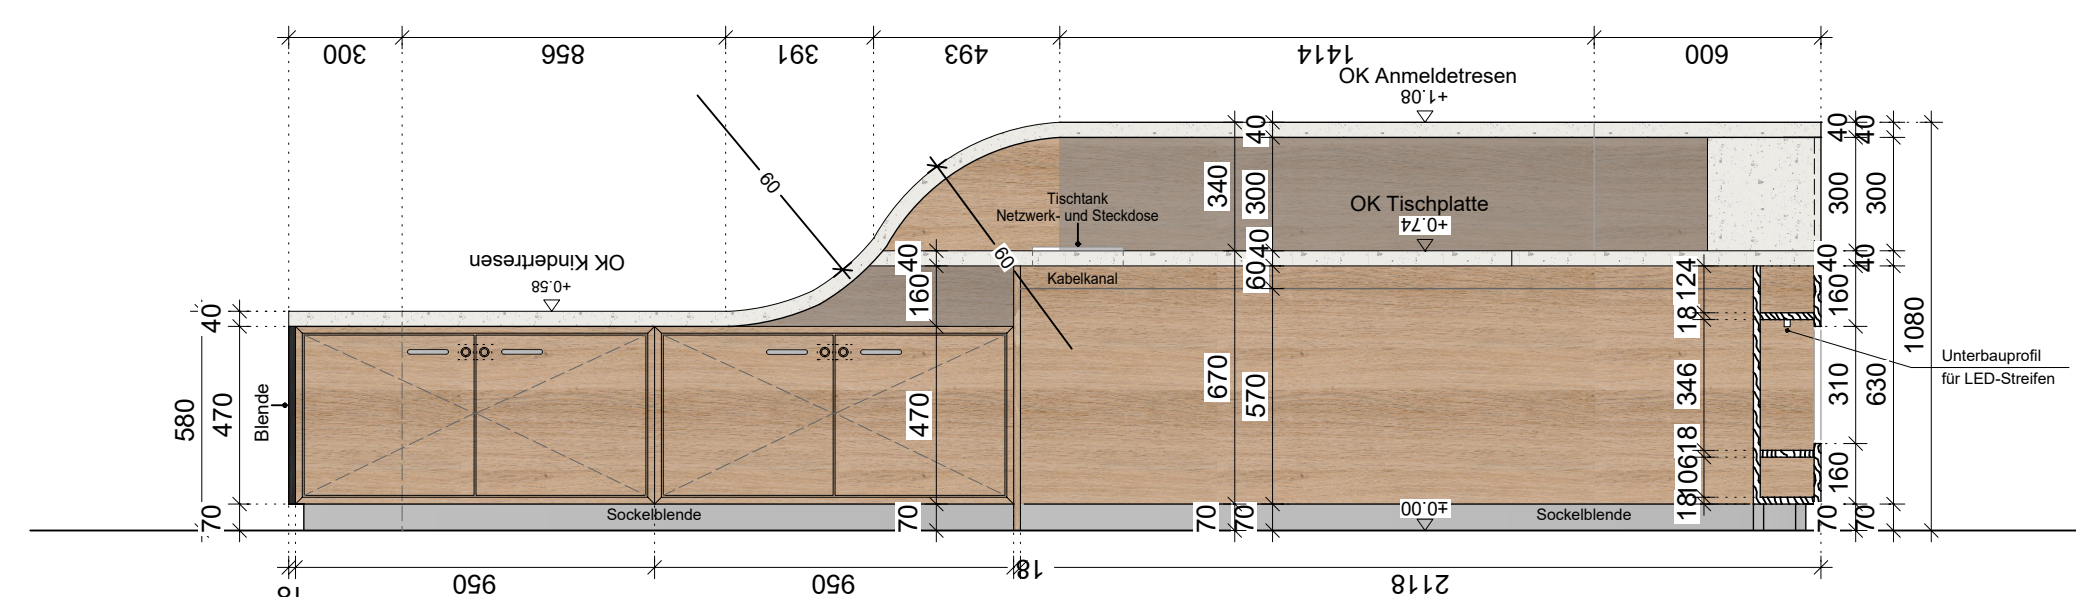 300 856 391 493 1414 600
OK Anmeldetresen
+1.08
40 40 40 40
60
340 300 300 300
Tischtank
Netzwerk- und Steckdose
OK Tischplatte
+0.74
OK Kindertresen
+0.58
40 40 40 40
60
Kabelkanal
160 60 124 160
40
18
1080
Unterbauprofil
für LED-Streifen
580 470 Blende 470 670 570 346 310 630
18
106
18
160
70 Sockelblende 70 70 70 ±0.00 Sockelblende 70 70
18 950 950 18 2118